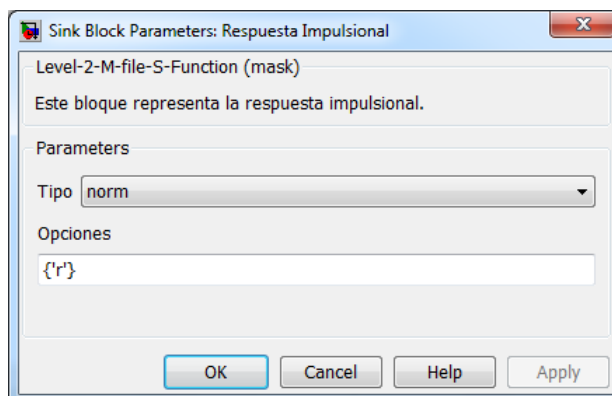 Sink Block Parameters: Respuesta Impulsional
Level-2-M-file-S-Function (mask)
Este bloque representa la respuesta impulsional.
Parameters
Tipo norm
Opciones
{'r'}
OK Cancel Help Apply